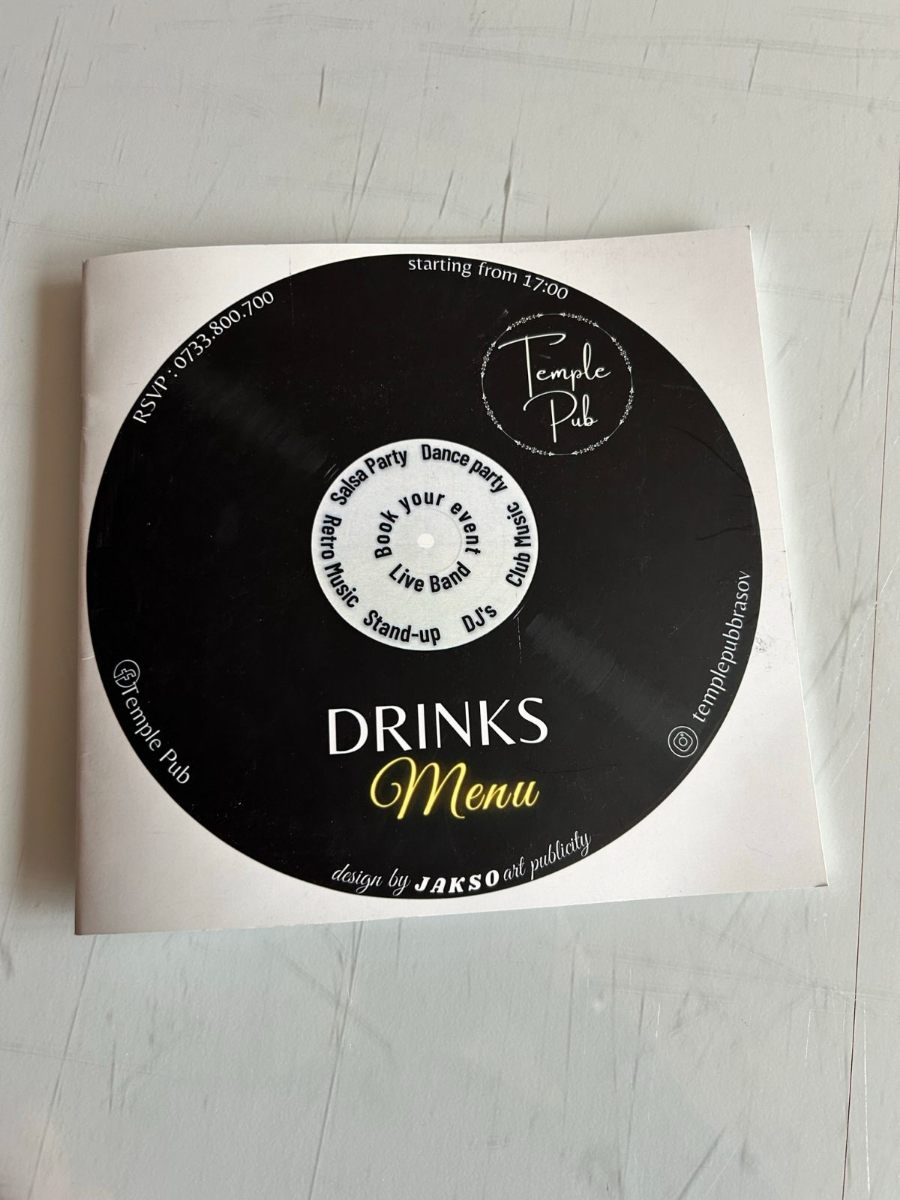 starting from 17:00
RSVP : 0733.800.700
Temple
Pub
Salsa Party Dance party Club Music DJ's Stand-up Retro Music
Book your event
Live Band
templepubbrasov
Temple Pub
DRINKS
Menu
design by JAKSO art publicity